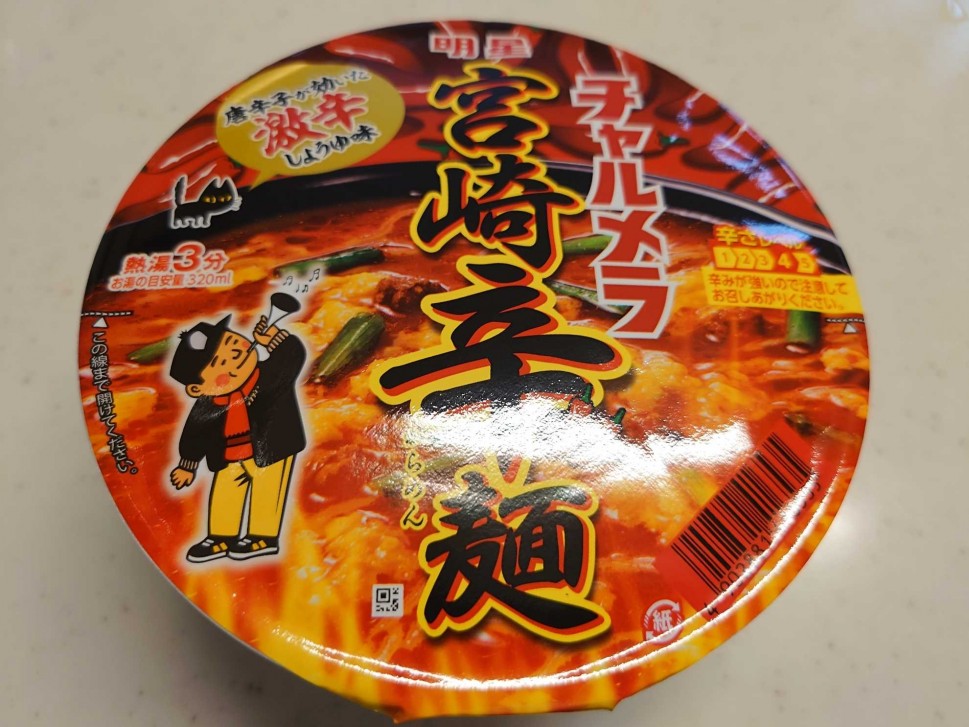 明星
チャルメラ
宮崎辛麺
らめん
唐辛子が効いた
激辛
しょうゆ味
熱湯3分
お湯の目安量 320ml
辛さレベル
1 2 3 4 5
辛みが強いので注意して
お召しあがりください。
この線まで開けてください。
紙